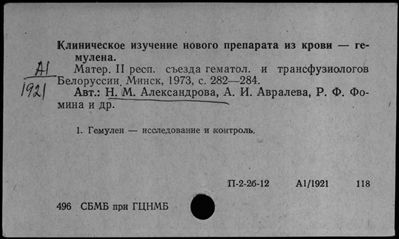 Клиническое изучение нового препарата из крови — ге-
мулена.
А1
1921
Матер. II респ. съезда гематол. и трансфузиологов
Белоруссии. Минск, 1973, с. 282—284.
Авт.: Н. М. Александрова, А. И. Авралева, Р. Ф. Фо-
мина и др.
1. Гемулен — исследование и контроль.
П-2-2б-12 А1/1921 118
496 СБМБ при ГЦНМБ